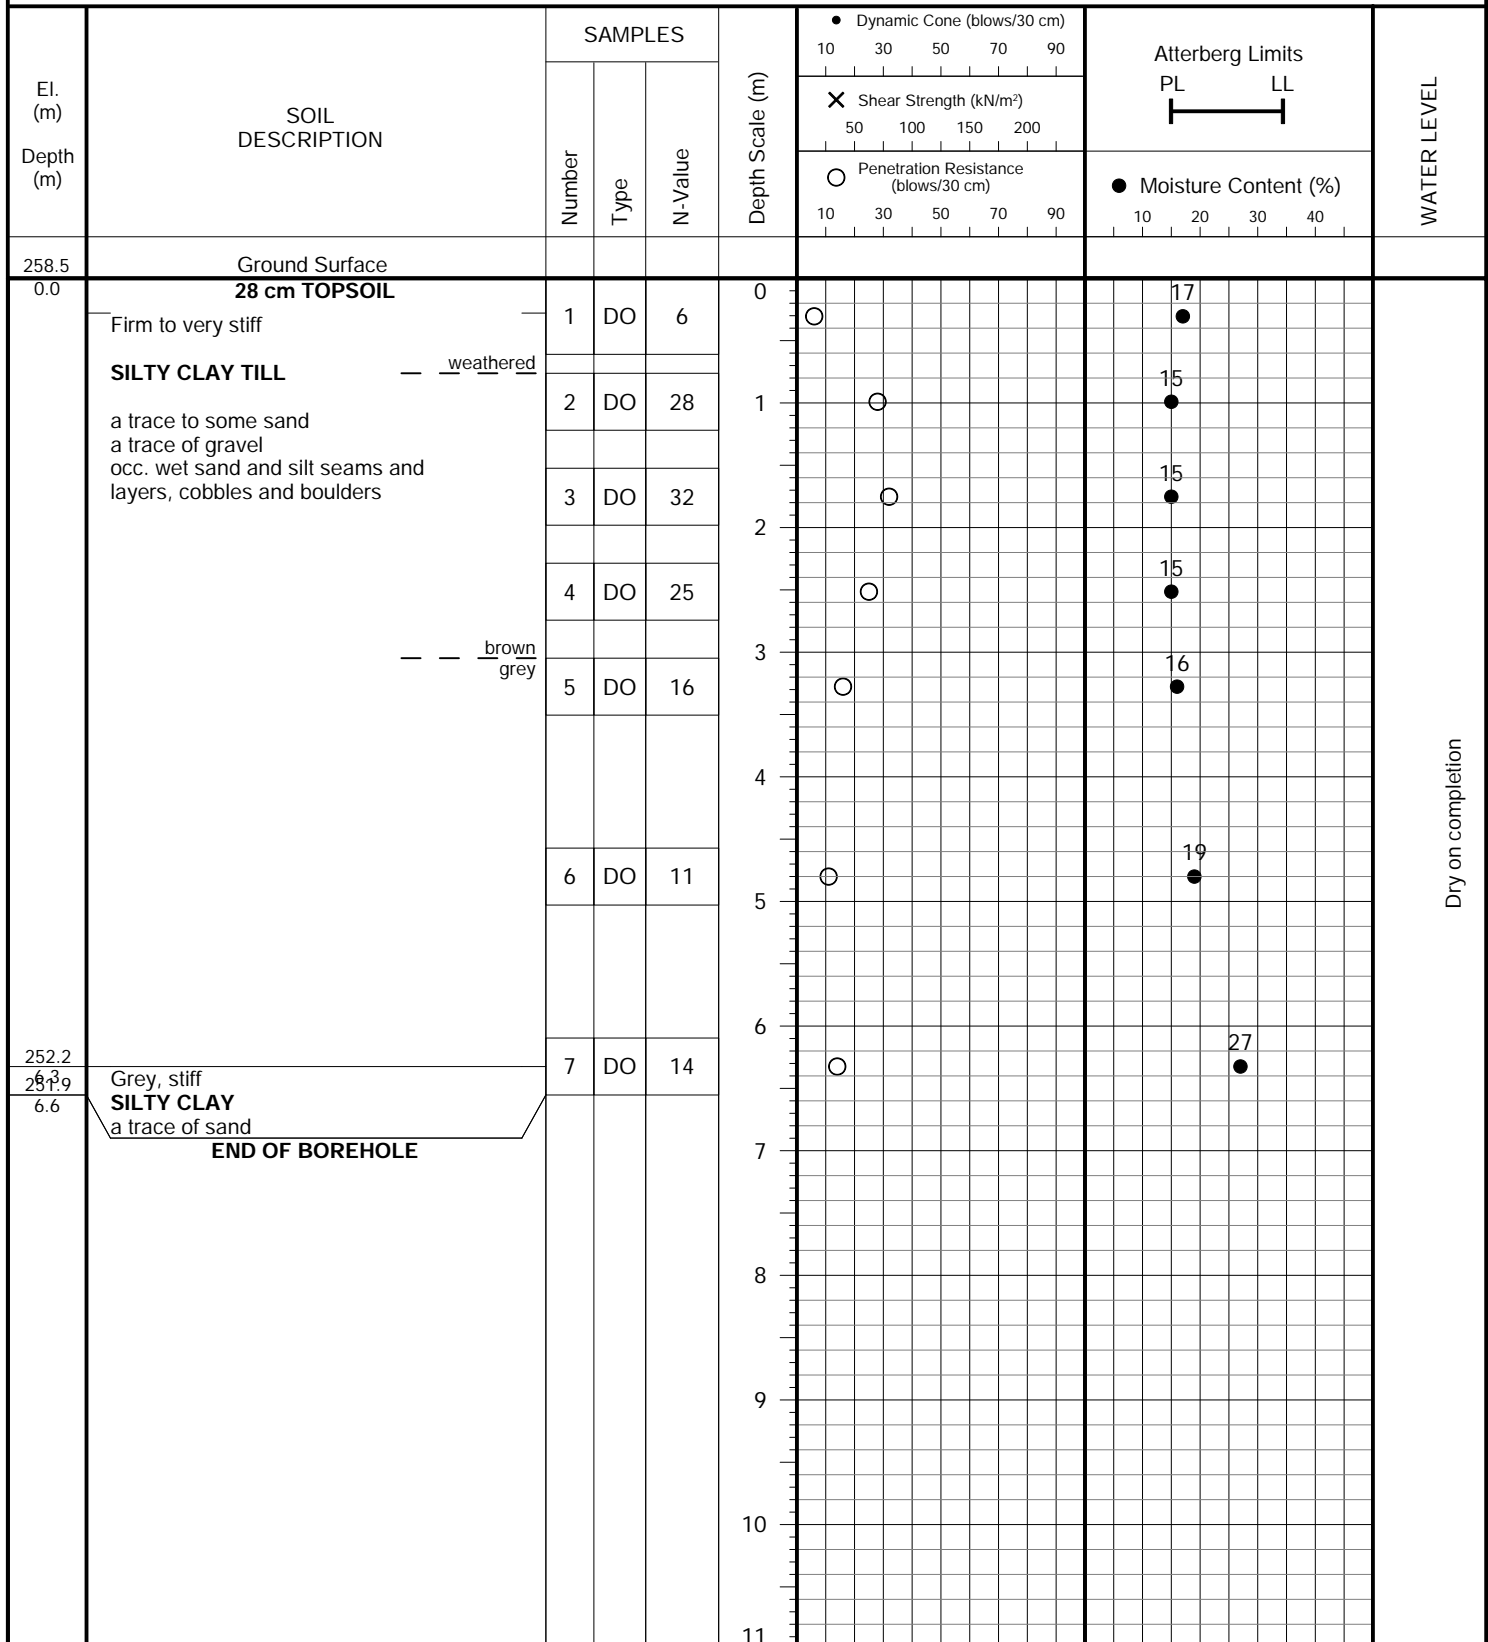 El.
(m)
Depth
(m)
SOIL
DESCRIPTION
SAMPLES
Number
Type
N-Value
Depth Scale (m)
● Dynamic Cone (blows/30 cm)
10 30 50 70 90
✕ Shear Strength (kN/m²)
50 100 150 200
○ Penetration Resistance
(blows/30 cm)
10 30 50 70 90
Atterberg Limits
PL LL
● Moisture Content (%)
10 20 30 40
WATER LEVEL
258.5 Ground Surface
0.0 28 cm TOPSOIL 0 17
Firm to very stiff 1 DO 6
weathered
SILTY CLAY TILL 15
2 DO 28 1
a trace to some sand
a trace of gravel
occ. wet sand and silt seams and 15
layers, cobbles and boulders 3 DO 32
2
15
4 DO 25
brown 3
grey 16
5 DO 16
4
Dry on completion
19
6 DO 11
5
6
27
252.2
6.3 Grey, stiff 7 DO 14
251.9
6.6 SILTY CLAY
a trace of sand
END OF BOREHOLE 7
8
9
10
11